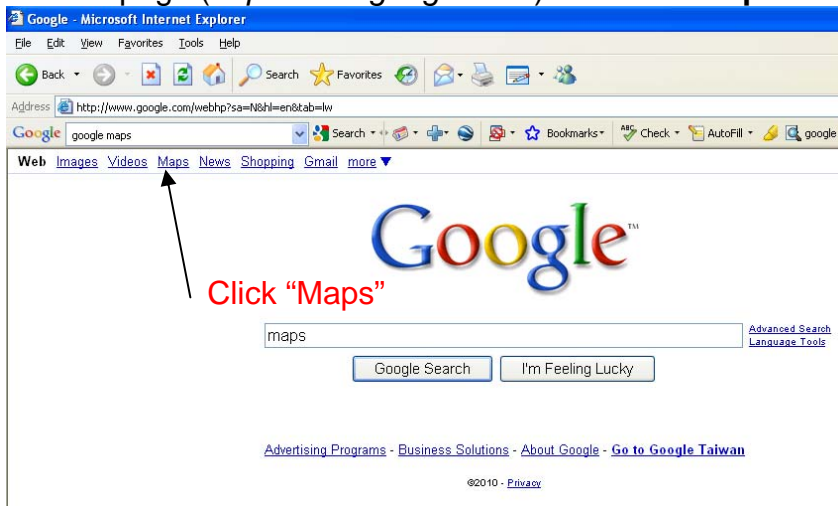 Google - Microsoft Internet Explorer
File Edit View Favorites Tools Help
Back Search Favorites
Address http://www.google.com/webhp?sa=N&hl=en&tab=lw
Google google maps Search Bookmarks ABC Check AutoFill google
Web Images Videos Maps News Shopping Gmail more
Google™
Click “Maps”
maps
Advanced Search
Language Tools
Google Search I'm Feeling Lucky
Advertising Programs - Business Solutions - About Google - Go to Google Taiwan
©2010 - Privacy